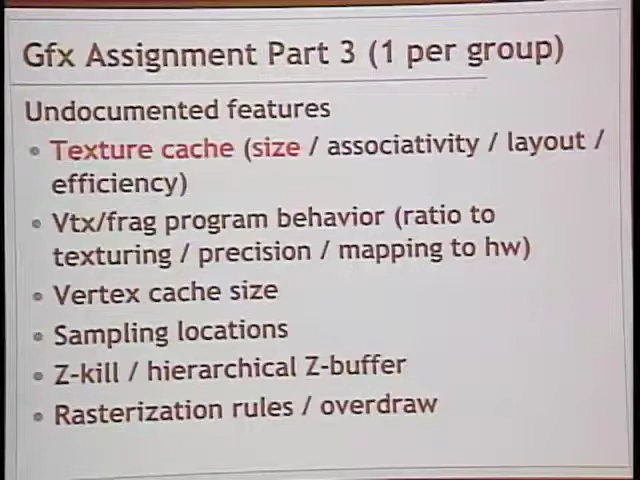 Gfx Assignment Part 3 (1 per group)
Undocumented features
• Texture cache (size / associativity / layout /
efficiency)
• Vtx/frag program behavior (ratio to
texturing / precision / mapping to hw)
• Vertex cache size
• Sampling locations
• Z-kill / hierarchical Z-buffer
• Rasterization rules / overdraw